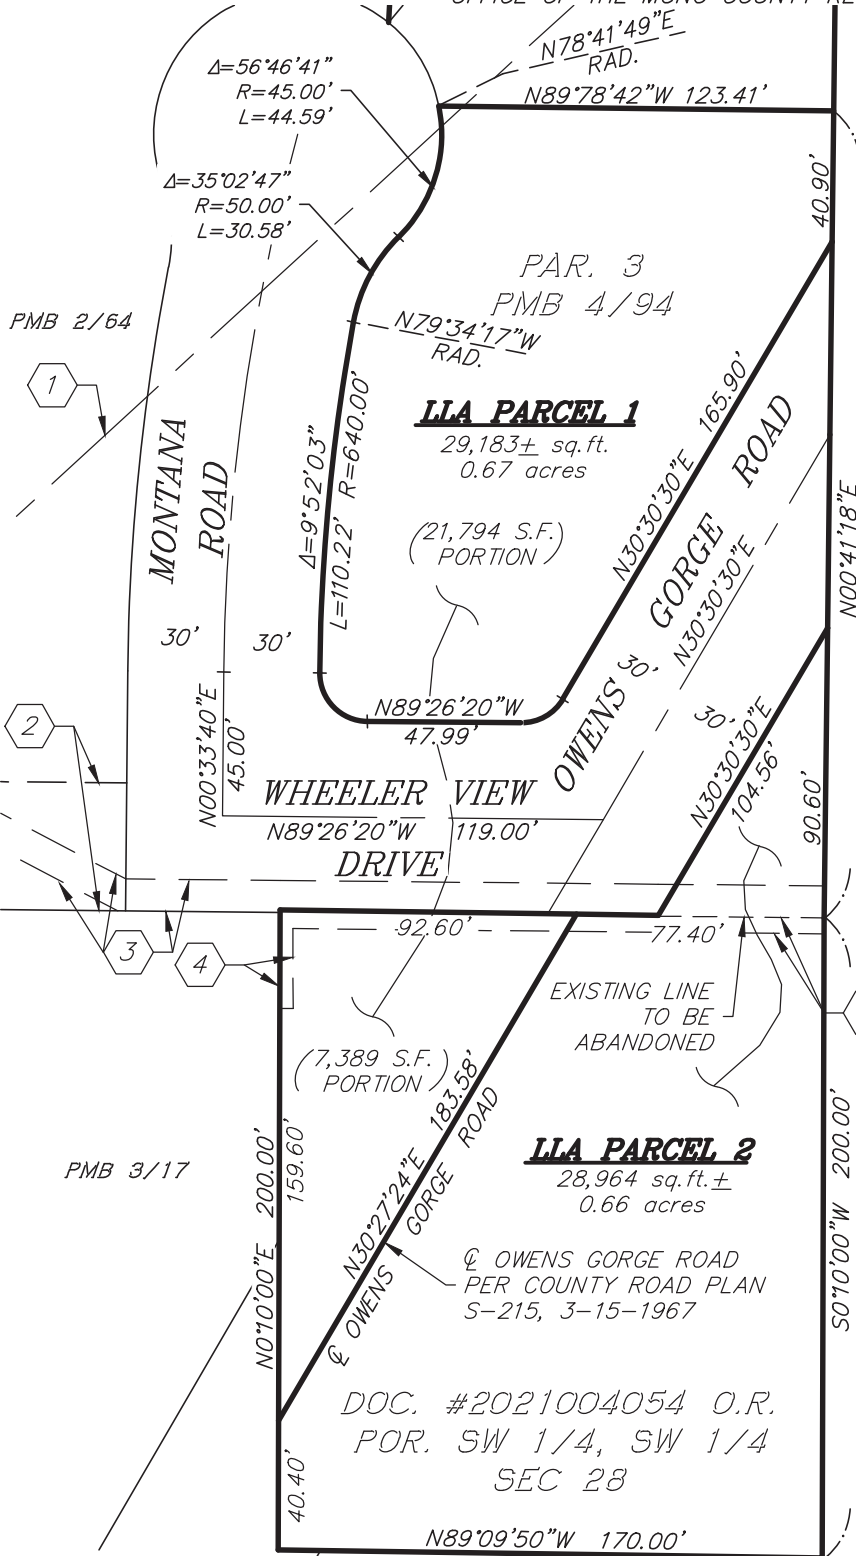 N78°41'49"E
RAD.
Δ=56°46'41"
R=45.00'
L=44.59'
N89°78'42"W 123.41'
Δ=35°02'47"
R=50.00'
L=30.58'
40.90'
PAR. 3
PMB 4/94
PMB 2/64
N79°34'17"W
RAD.
1
LLA PARCEL 1
29,183± sq.ft.
0.67 acres
(21,794 S.F.)
PORTION
Δ=9°52'03" R=640.00'
L=110.22'
N30°30'30"E 165.90'
MONTANA
ROAD
OWENS GORGE ROAD
N30°30'30"E
N00°41'18"E
30'
30'
30'
30'
N89°26'20"W
47.99'
2
N00°33'40"E
45.00'
N30°30'30"E
104.56'
90.60'
WHEELER VIEW
N89°26'20"W 119.00'
DRIVE
92.60'
77.40'
3
4
EXISTING LINE
TO BE
ABANDONED
(7,389 S.F.)
PORTION
N30°27'24"E 183.58'
₠ OWENS GORGE ROAD
LLA PARCEL 2
28,964 sq.ft.±
0.66 acres
PMB 3/17
N0°10'00"E 200.00'
159.60'
S0°10'00"W 200.00'
℄ OWENS GORGE ROAD
PER COUNTY ROAD PLAN
S-215, 3-15-1967
DOC. #2021004054 O.R.
POR. SW 1/4, SW 1/4
SEC 28
40.40'
N89°09'50"W 170.00'